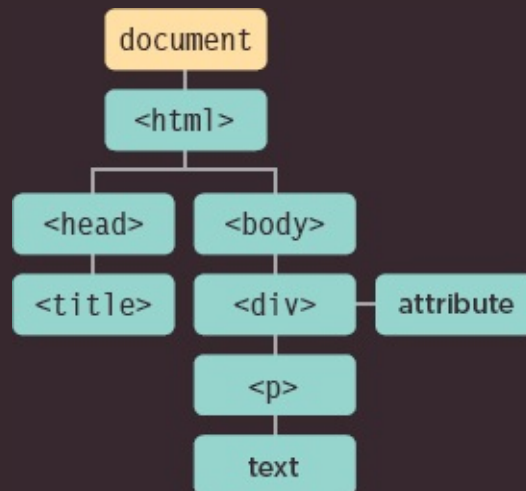 document
<html>
<head> <body>
<title> <div> attribute
<p>
text